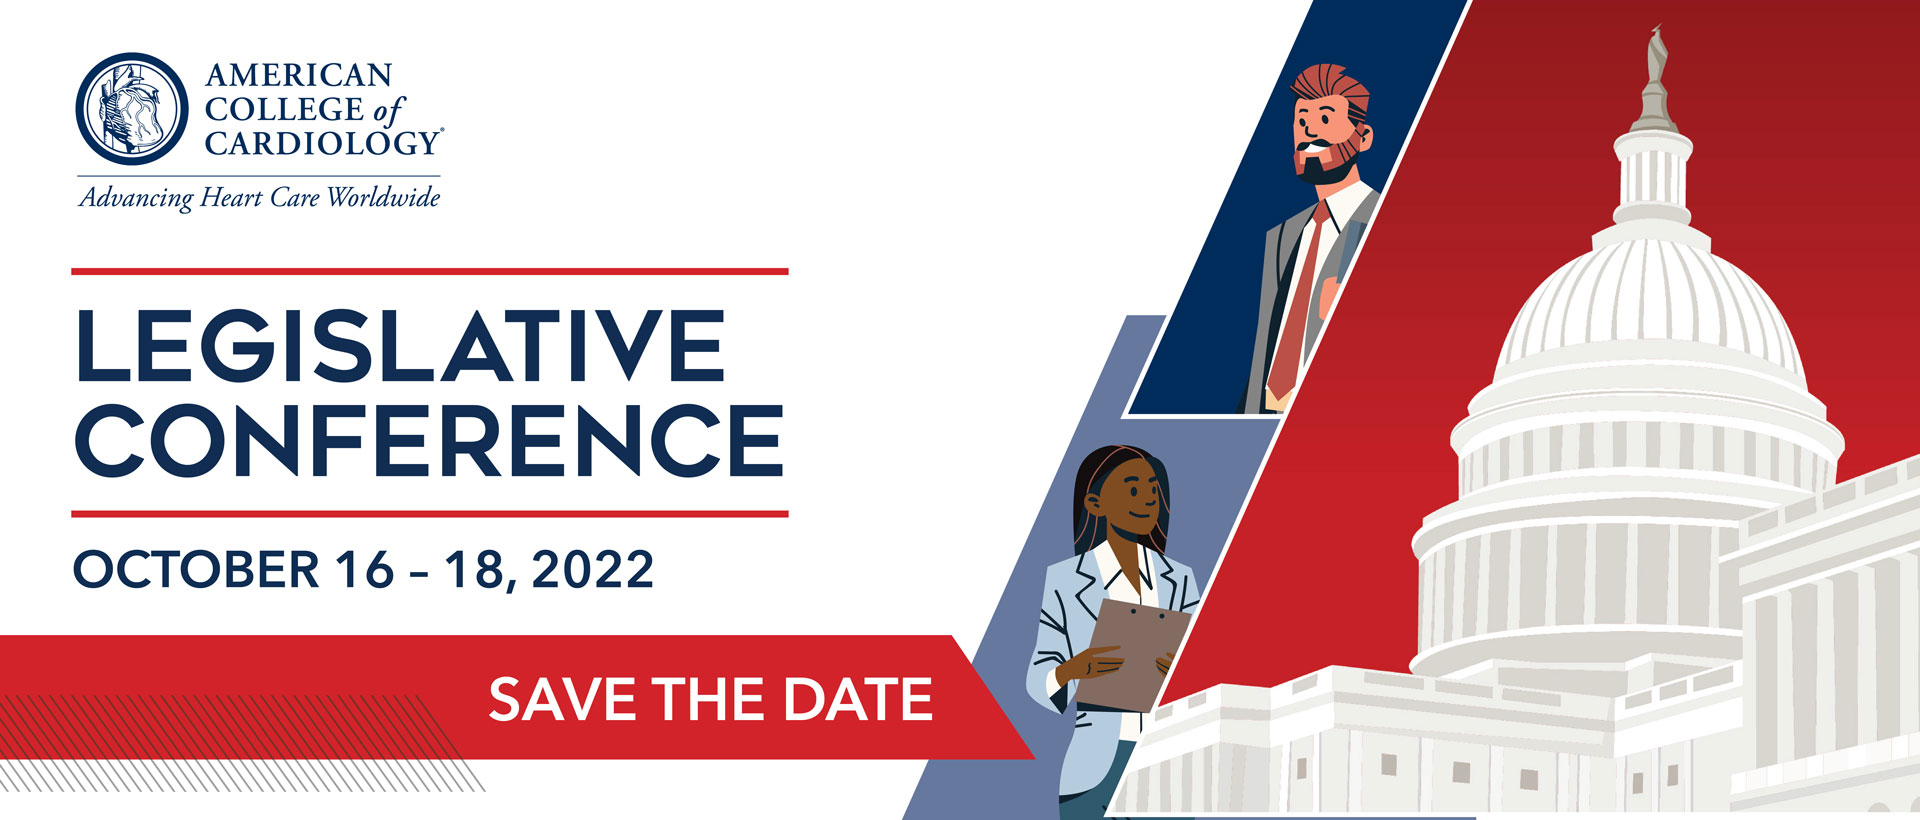 AMERICAN
COLLEGE of
CARDIOLOGY®
Advancing Heart Care Worldwide
LEGISLATIVE
CONFERENCE
OCTOBER 16 – 18, 2022
SAVE THE DATE